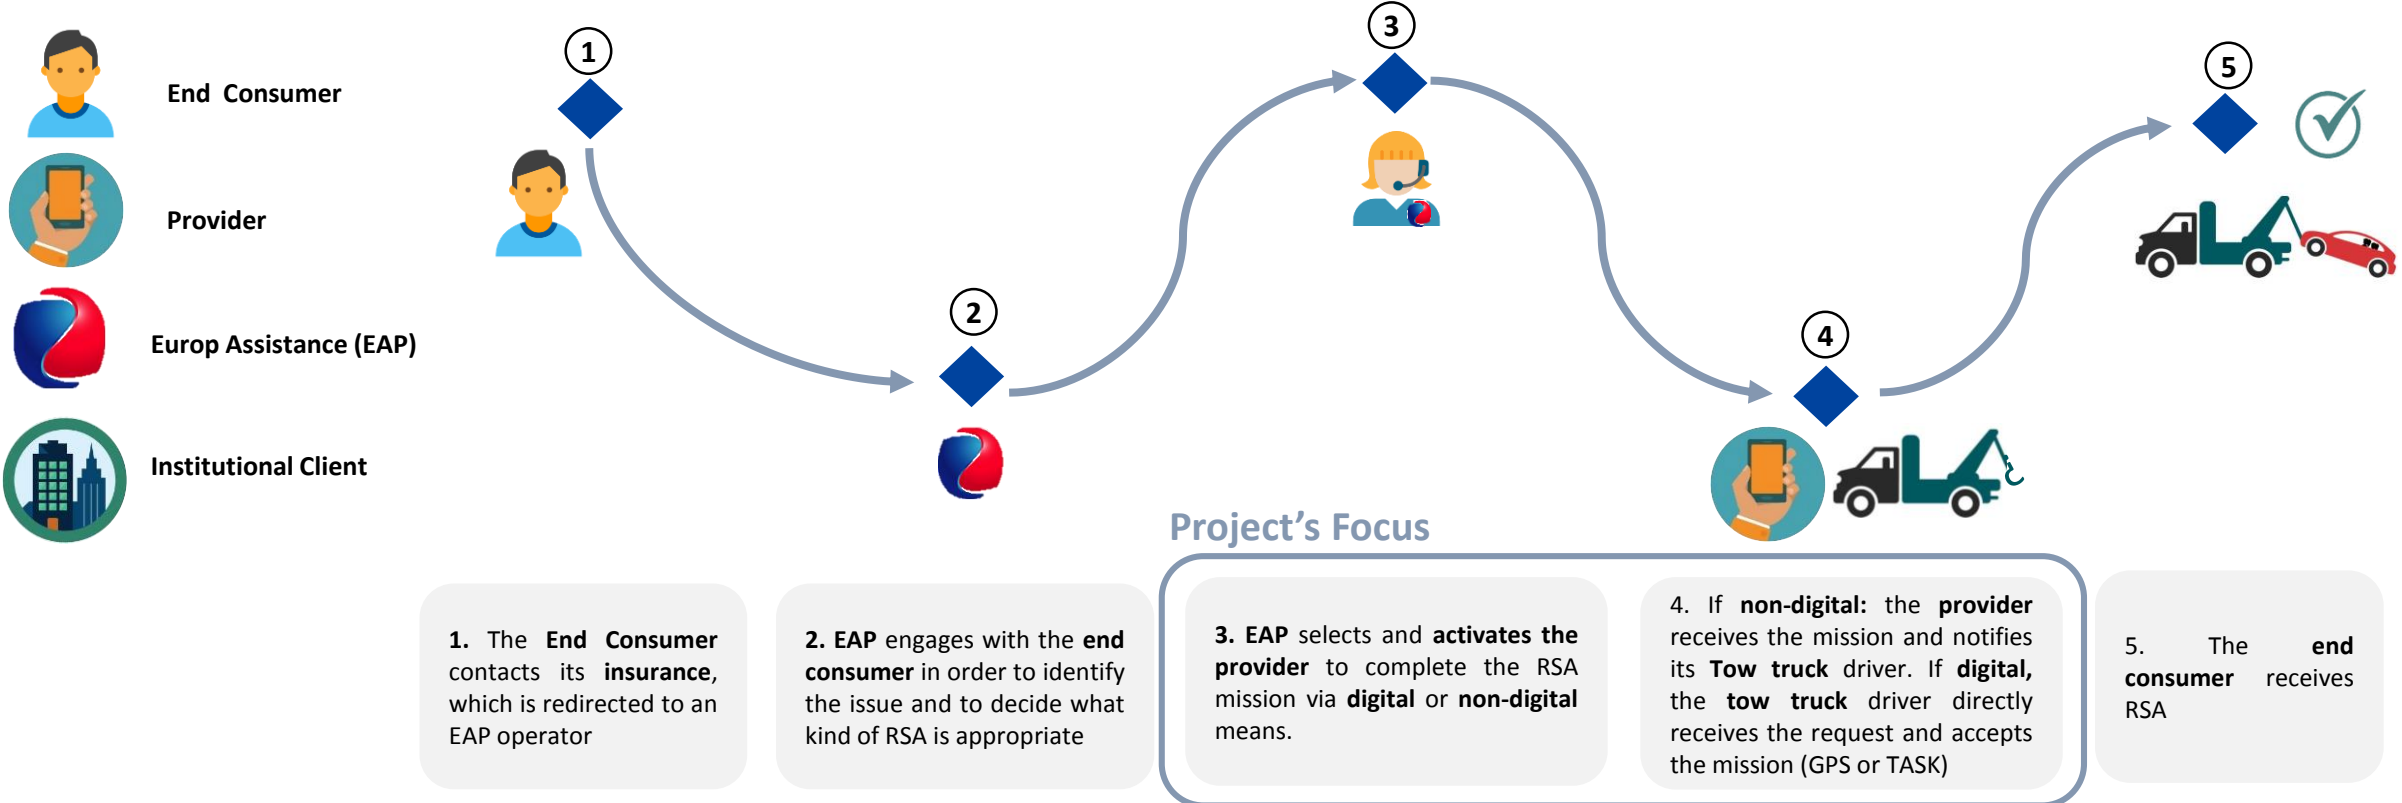 End Consumer
Provider
Europ Assistance (EAP)
Institutional Client
1
2
3
4
5
Project’s Focus
1. The End Consumer
contacts its insurance,
which is redirected to an
EAP operator
2. EAP engages with the end
consumer in order to identify
the issue and to decide what
kind of RSA is appropriate
3. EAP selects and activates the
provider to complete the RSA
mission via digital or non-digital
means.
4. If non-digital: the provider
receives the mission and notifies
its Tow truck driver. If digital,
the tow truck driver directly
receives the request and accepts
the mission (GPS or TASK)
5. The end
consumer receives
RSA